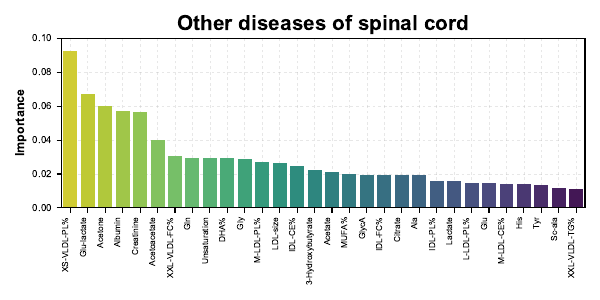 Other diseases of spinal cord
Importance
0.10
0.08
0.06
0.04
0.02
0.00
XS-VLDL-PL%
Glu-lactate
Acetone
Albumin
Creatinine
Acetoacetate
XXL-VLDL-FC%
Gln
Unsaturation
DHA%
Gly
M-LDL-PL%
LDL-size
IDL-CE%
3-Hydroxybutyrate
Acetate
MUFA%
GlycA
IDL-FC%
Citrate
Ala
IDL-PL%
Lactate
L-LDL-PL%
Glu
M-LDL-CE%
His
Tyr
Sc-ala
XXL-VLDL-TG%